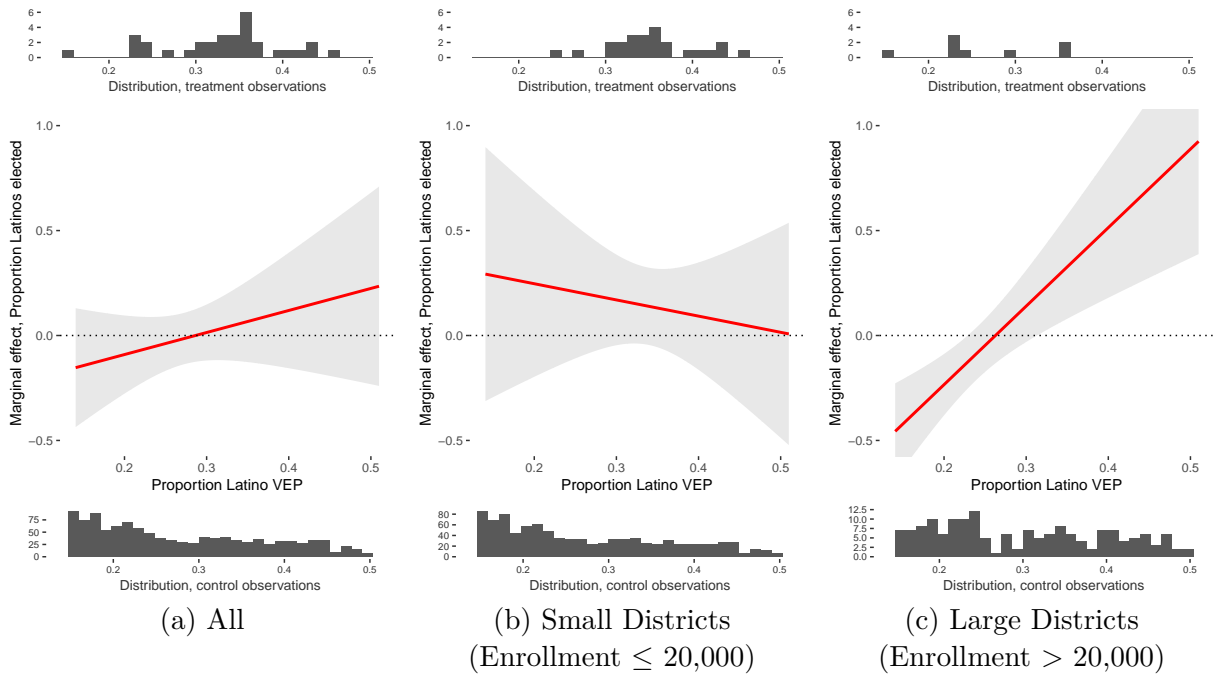 6
4
2
0
0.2 0.3 0.4 0.5
Distribution, treatment observations
6
4
2
0
0.2 0.3 0.4 0.5
Distribution, treatment observations
6
4
2
0
0.2 0.3 0.4 0.5
Distribution, treatment observations
Marginal effect, Proportion Latinos elected
1.0
0.5
0.0
−0.5
0.2 0.3 0.4 0.5
Proportion Latino VEP
Marginal effect, Proportion Latinos elected
1.0
0.5
0.0
−0.5
0.2 0.3 0.4 0.5
Proportion Latino VEP
Marginal effect, Proportion Latinos elected
1.0
0.5
0.0
−0.5
0.2 0.3 0.4 0.5
Proportion Latino VEP
75
50
25
0
0.2 0.3 0.4 0.5
Distribution, control observations
80
60
40
20
0
0.2 0.3 0.4 0.5
Distribution, control observations
12.5
10.0
7.5
5.0
2.5
0.0
0.2 0.3 0.4 0.5
Distribution, control observations
(a) All
(b) Small Districts
(Enrollment ≤ 20,000)
(c) Large Districts
(Enrollment > 20,000)